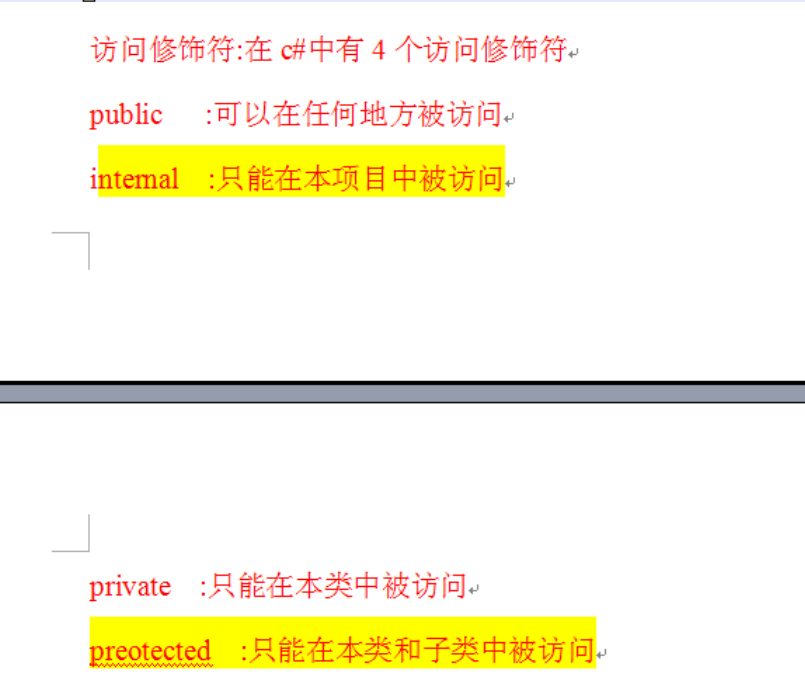 访问修饰符:在 c#中有 4 个访问修饰符
public :可以在任何地方被访问
internal :只能在本项目中被访问
private :只能在本类中被访问
preotected :只能在本类和子类中被访问